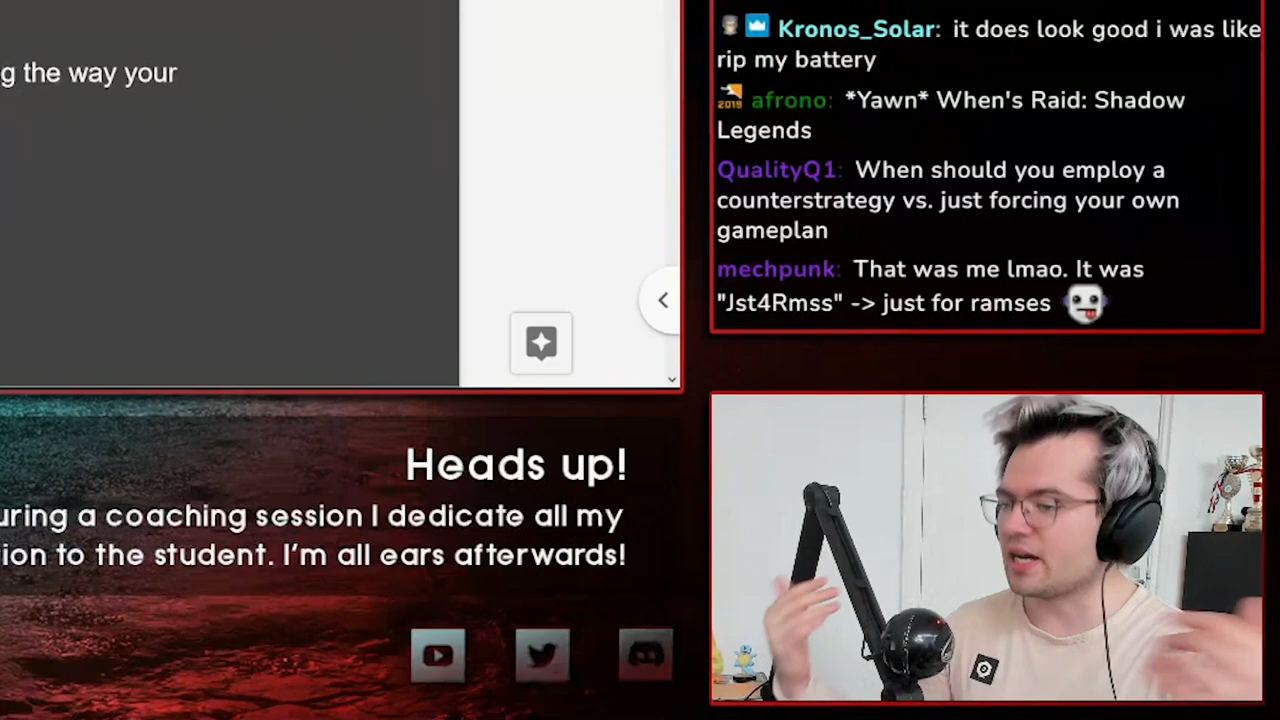 g the way your
Kronos_Solar: it does look good i was like
rip my battery
2019 afrono: *Yawn* When's Raid: Shadow
Legends
QualityQ1: When should you employ a
counterstrategy vs. just forcing your own
gameplan
mechpunk: That was me lmao. It was
"Jst4Rmss" -> just for ramses
Heads up!
uring a coaching session I dedicate all my
ion to the student. I'm all ears afterwards!